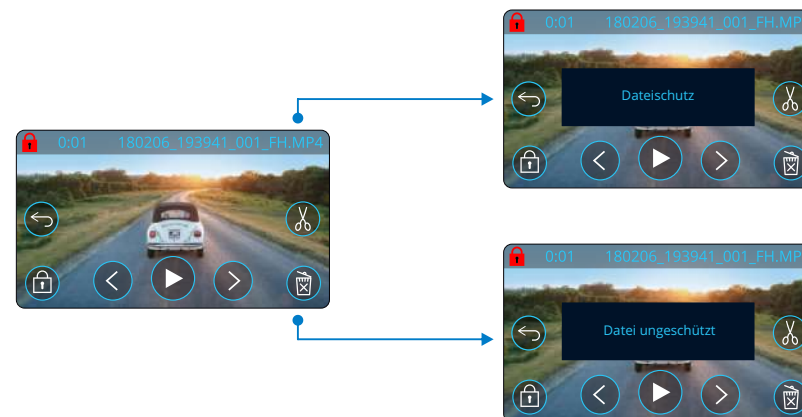 0:01 180206_193941_001_FH.MP4
0:01 180206_193941_001_FH.MP
Dateischutz
0:01 180206_193941_001_FH.MP
Datei ungeschützt